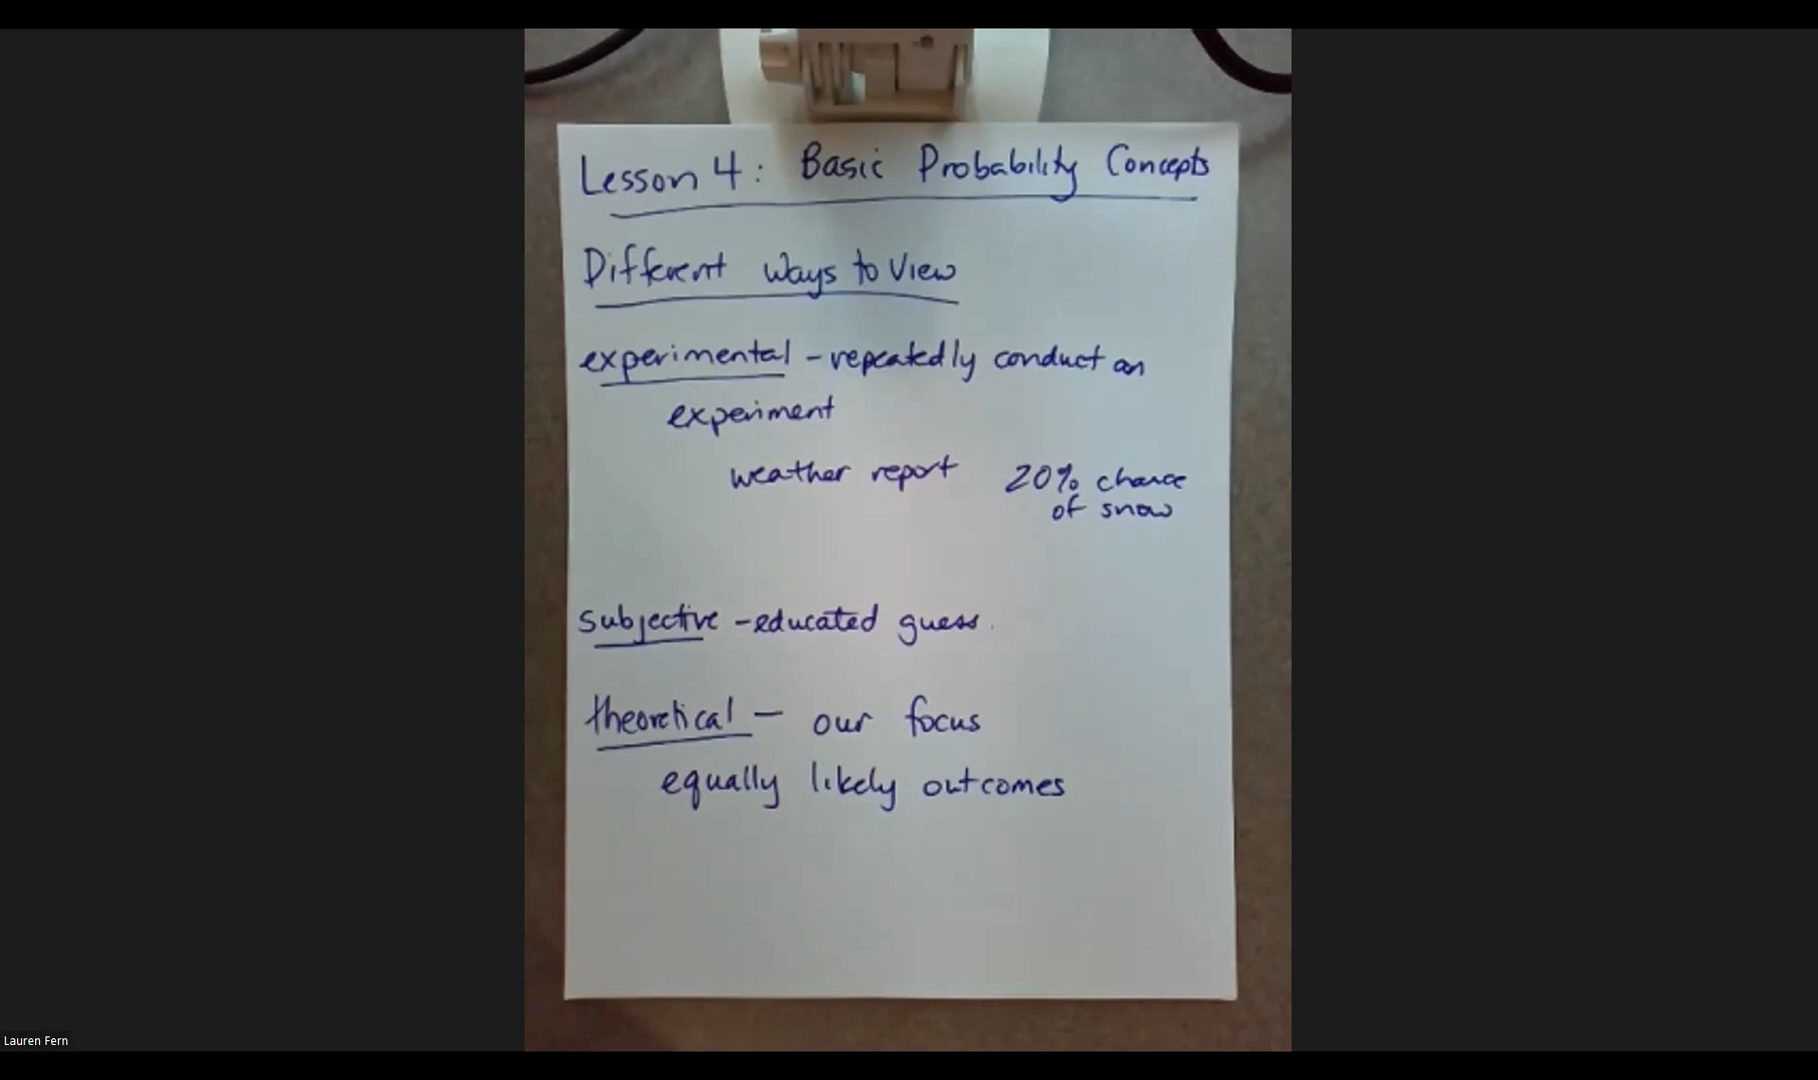 Lesson 4: Basic Probability Concepts
Different Ways to View
experimental - repeatedly conduct an
experiment
weather report 20% chance
of snow
subjective - educated guess.
theoretical - our focus
equally likely outcomes
Lauren Fern